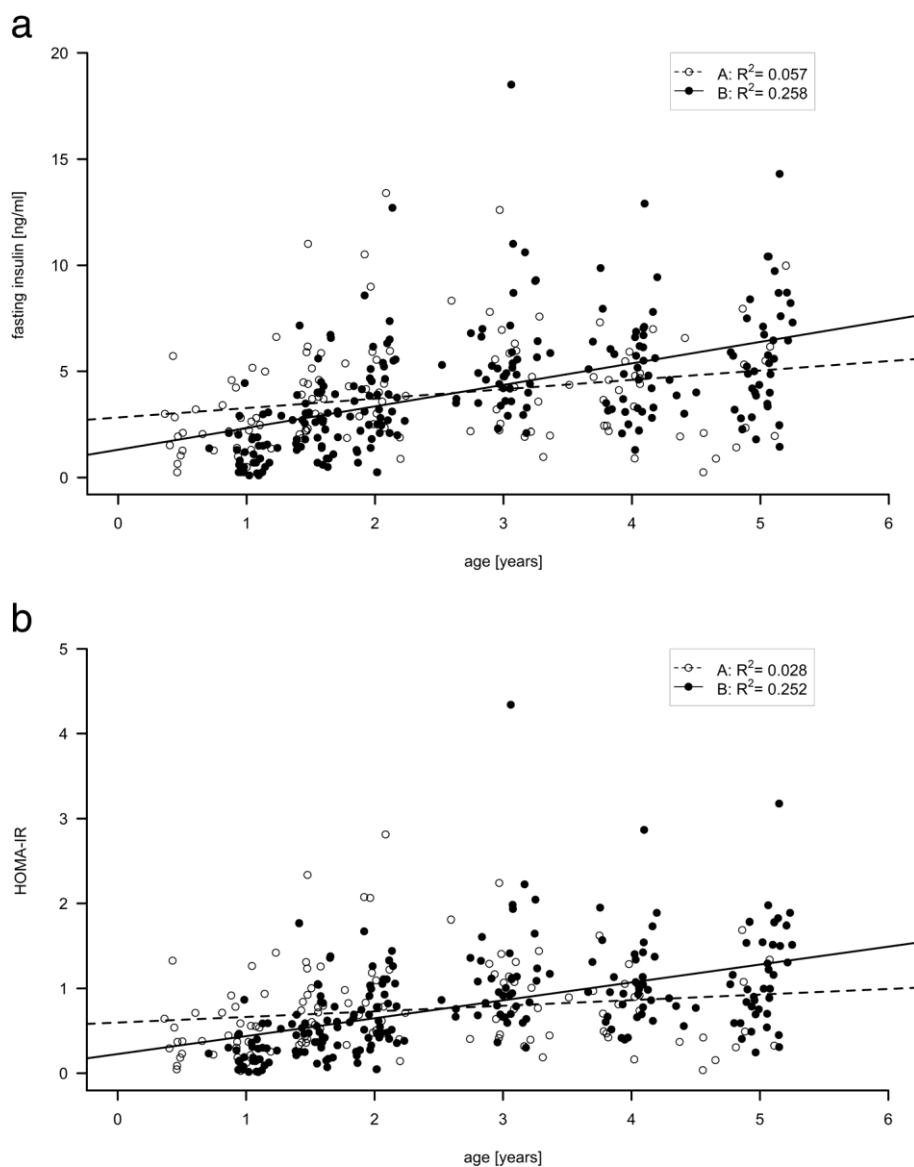 a
20
15
10
5
0
fasting insulin [ng/ml]
A: R²= 0.057
B: R²= 0.258
0 1 2 3 4 5 6
age [years]
b
5
4
3
2
1
0
HOMA-IR
A: R²= 0.028
B: R²= 0.252
0 1 2 3 4 5 6
age [years]